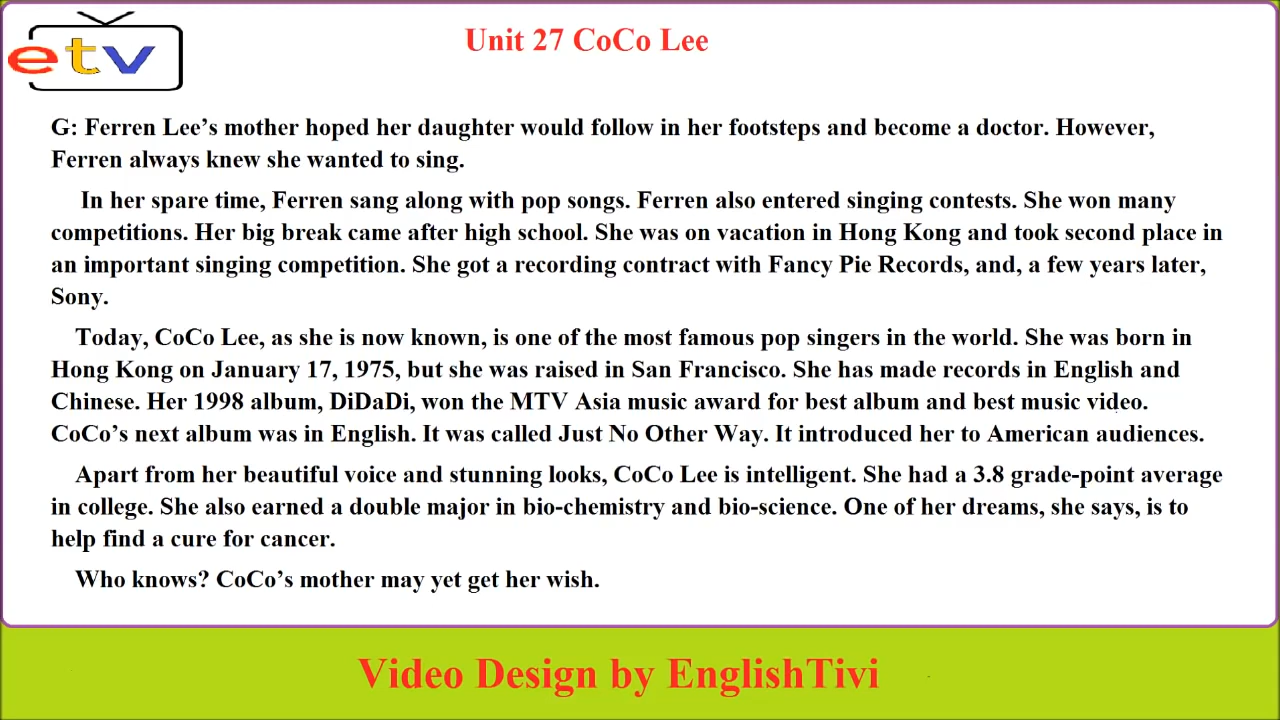 etv
Unit 27 CoCo Lee
G: Ferren Lee’s mother hoped her daughter would follow in her footsteps and become a doctor. However,
Ferren always knew she wanted to sing.
In her spare time, Ferren sang along with pop songs. Ferren also entered singing contests. She won many
competitions. Her big break came after high school. She was on vacation in Hong Kong and took second place in
an important singing competition. She got a recording contract with Fancy Pie Records, and, a few years later,
Sony.
Today, CoCo Lee, as she is now known, is one of the most famous pop singers in the world. She was born in
Hong Kong on January 17, 1975, but she was raised in San Francisco. She has made records in English and
Chinese. Her 1998 album, DiDaDi, won the MTV Asia music award for best album and best music video.
CoCo’s next album was in English. It was called Just No Other Way. It introduced her to American audiences.
Apart from her beautiful voice and stunning looks, CoCo Lee is intelligent. She had a 3.8 grade-point average
in college. She also earned a double major in bio-chemistry and bio-science. One of her dreams, she says, is to
help find a cure for cancer.
Who knows? CoCo’s mother may yet get her wish.
Video Design by EnglishTivi